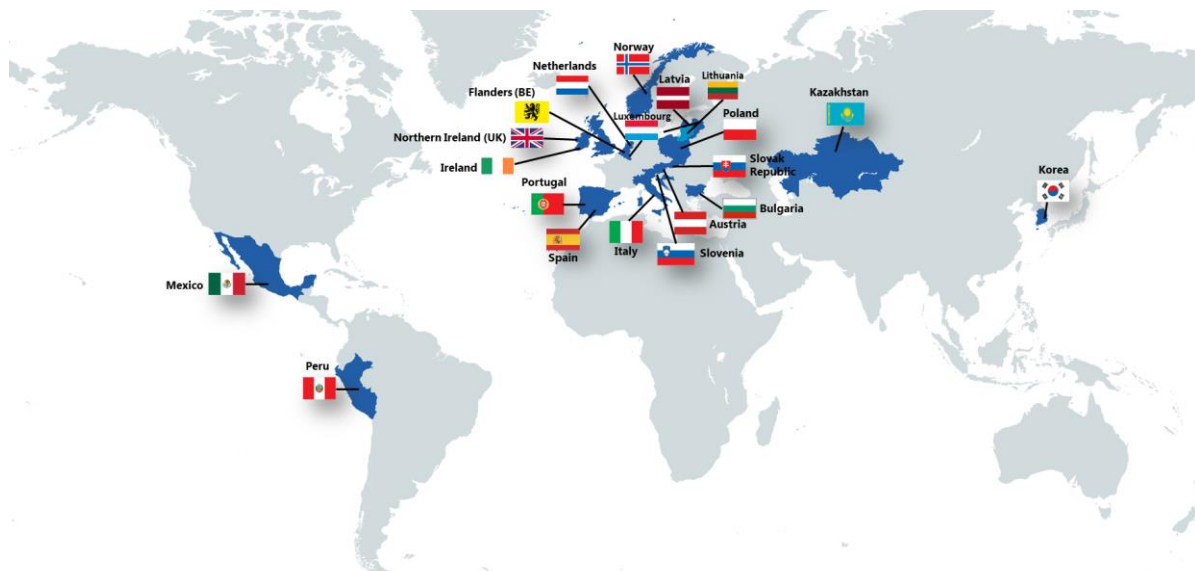 Norway
Netherlands
Latvia
Lithuania
Kazakhstan
Flanders (BE)
Luxembourg
Poland
Northern Ireland (UK)
Ireland
Slovak
Republic
Korea
Portugal
Bulgaria
Austria
Spain
Italy
Slovenia
Mexico
Peru